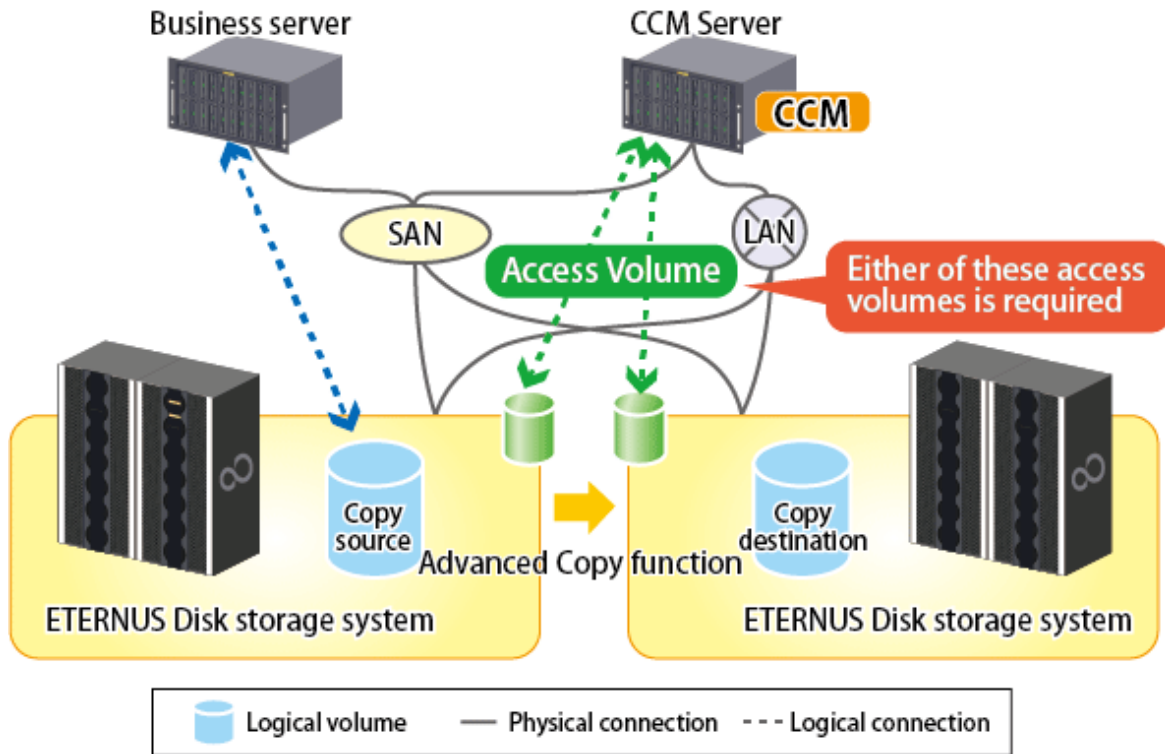 Business server
CCM Server
CCM
SAN
LAN
Access Volume
Either of these access
volumes is required
Copy
source
Advanced Copy function
Copy
destination
ETERNUS Disk storage system
ETERNUS Disk storage system
Logical volume
Physical connection
Logical connection